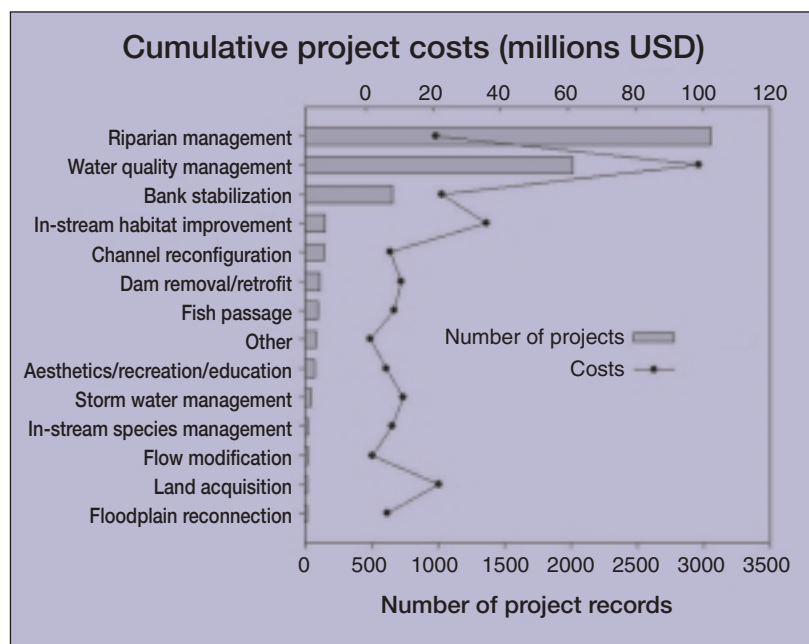 Cumulative project costs (millions USD)
0 20 40 60 80 100 120
Riparian management
Water quality management
Bank stabilization
In-stream habitat improvement
Channel reconfiguration
Dam removal/retrofit
Fish passage
Other
Aesthetics/recreation/education
Storm water management
In-stream species management
Flow modification
Land acquisition
Floodplain reconnection
Number of projects
Costs
0 500 1000 1500 2000 2500 3000 3500
Number of project records